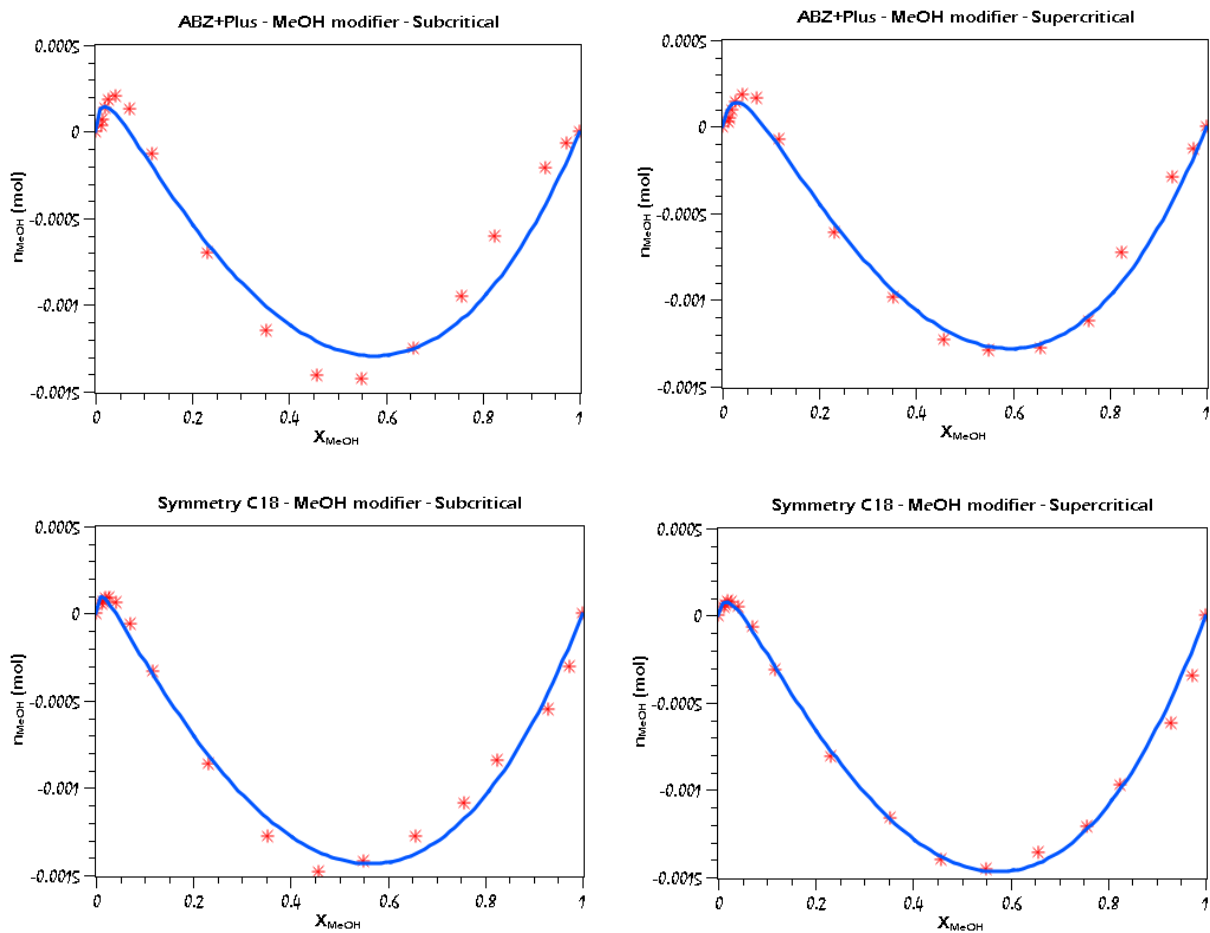 ABZ+Plus - MeOH modifier - Subcritical
0.0005
0
-0.0005
-0.001
-0.0015
nMeOH (mol)
0 0.2 0.4 0.6 0.8 1
XMeOH
ABZ+Plus - MeOH modifier - Supercritical
0.0005
0
-0.0005
-0.001
-0.0015
nMeOH (mol)
0 0.2 0.4 0.6 0.8 1
XMeOH
Symmetry C18 - MeOH modifier - Subcritical
0.0005
0
-0.0005
-0.001
-0.0015
nMeOH (mol)
0 0.2 0.4 0.6 0.8 1
XMeOH
Symmetry C18 - MeOH modifier - Supercritical
0.0005
0
-0.0005
-0.001
-0.0015
nMeOH (mol)
0 0.2 0.4 0.6 0.8 1
XMeOH